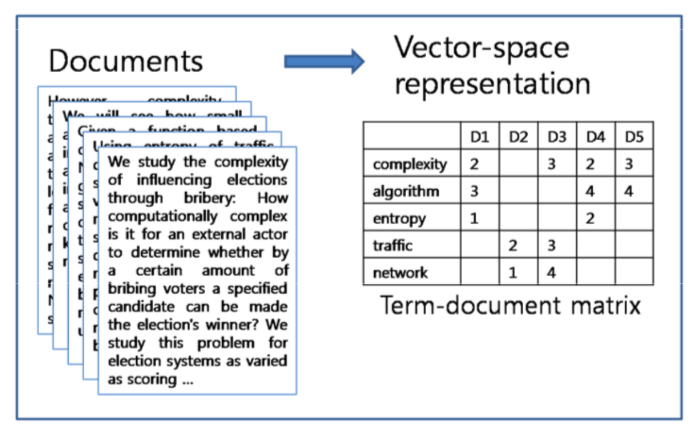 Documents
Vector-space
representation
However complexity
We will see how small
Given a function based
Using entropy of traffic
We study the complexity
of influencing elections
through bribery: How
computationally complex
is it for an external actor
to determine whether by
a certain amount of
bribing voters a specified
candidate can be made
the election's winner? We
study this problem for
election systems as varied
as scoring ...
D1 D2 D3 D4 D5
complexity 2 3 2 3
algorithm 3 4 4
entropy 1 2
traffic 2 3
network 1 4
Term-document matrix